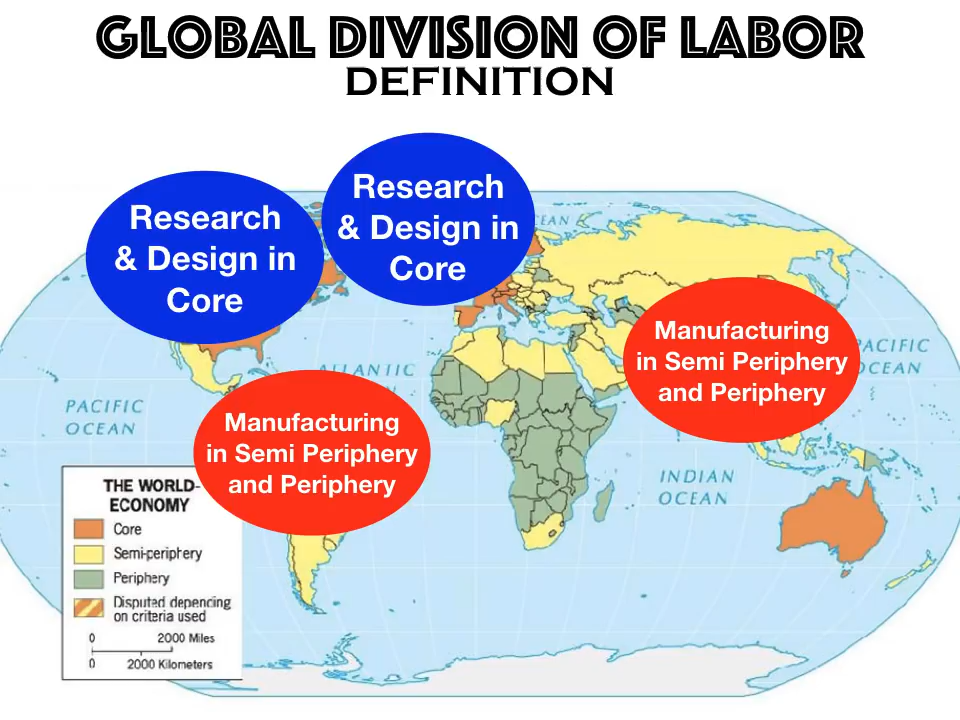 GLOBAL DIVISION OF LABOR
DEFINITION
Research
& Design in
Core
Research
& Design in
Core
CEAN
Manufacturing
in Semi Periphery
and Periphery
PACIFIC
OCEAN
ATLANTIC
Manufacturing
in Semi Periphery
and Periphery
PACIFIC
OCEAN
INDIAN
OCEAN
THE WORLD-
ECONOMY
Core
Semi-periphery
Periphery
Disputed depending
on criteria used
0 2000 Miles
0 2000 Kilometers